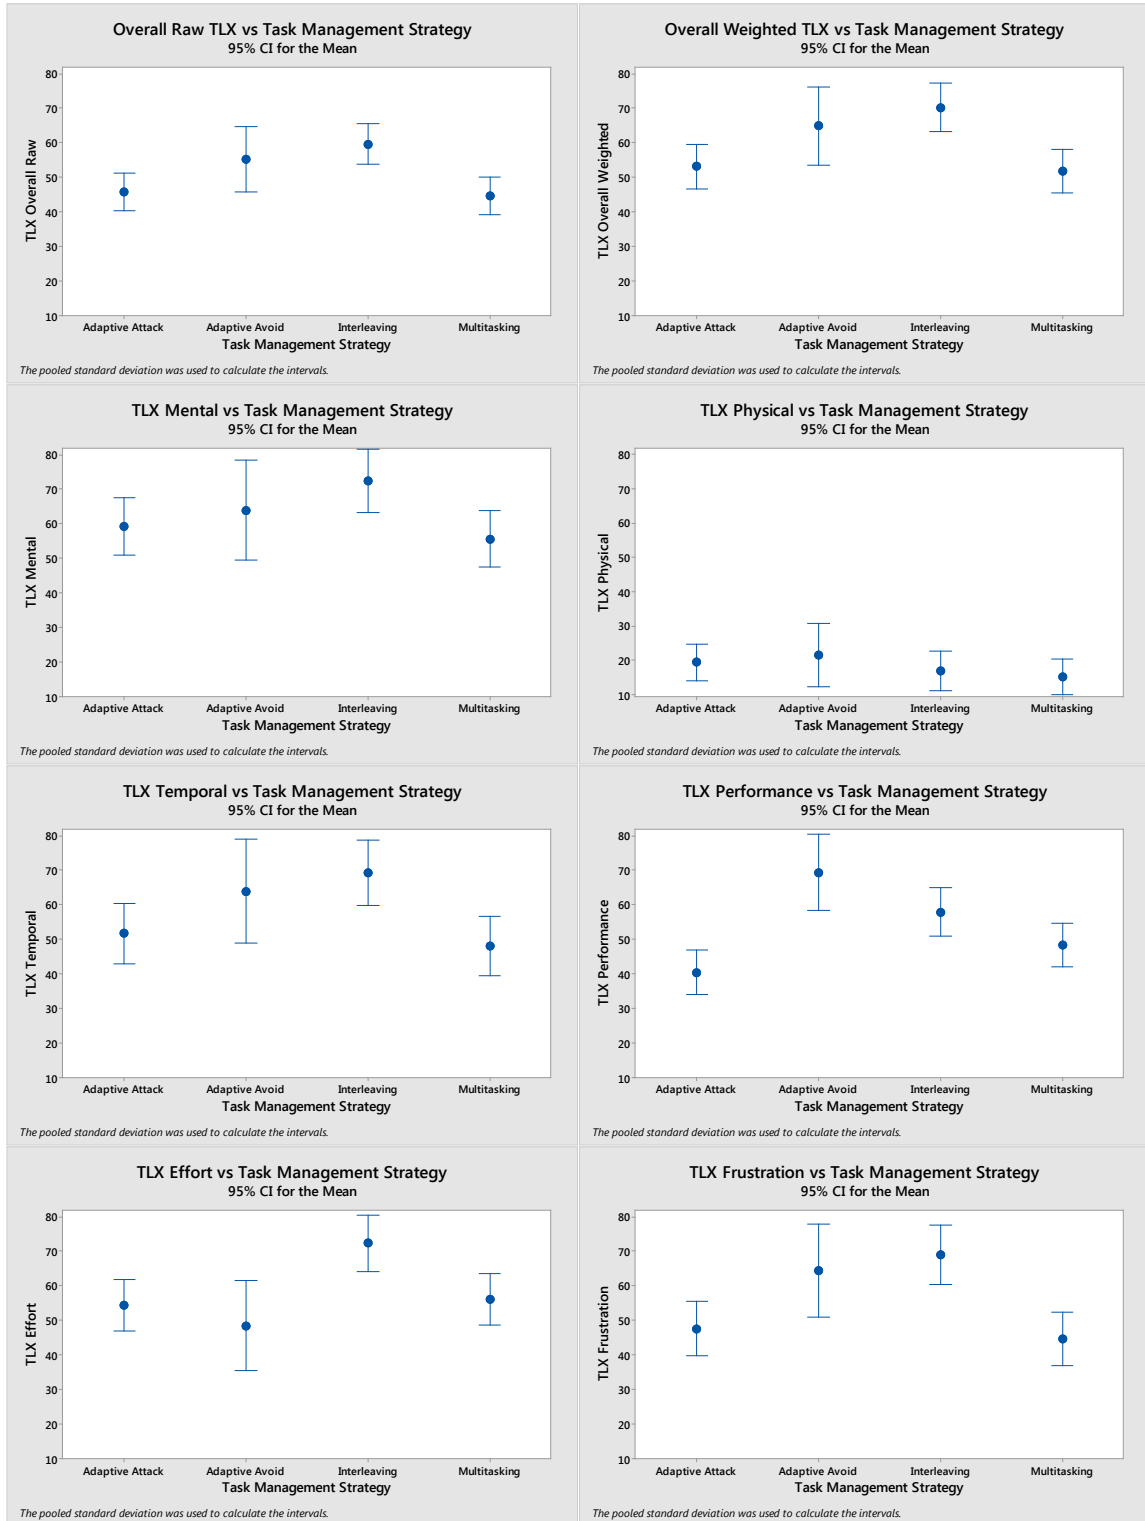 Overall Raw TLX vs Task Management Strategy
95% CI for the Mean
80
70
60
50
40
30
20
10
TLX Overall Raw
Adaptive Attack Adaptive Avoid Interleaving Multitasking
Task Management Strategy
The pooled standard deviation was used to calculate the intervals.
Overall Weighted TLX vs Task Management Strategy
95% CI for the Mean
80
70
60
50
40
30
20
10
TLX Overall Weighted
Adaptive Attack Adaptive Avoid Interleaving Multitasking
Task Management Strategy
The pooled standard deviation was used to calculate the intervals.
TLX Mental vs Task Management Strategy
95% CI for the Mean
80
70
60
50
40
30
20
10
TLX Mental
Adaptive Attack Adaptive Avoid Interleaving Multitasking
Task Management Strategy
The pooled standard deviation was used to calculate the intervals.
TLX Physical vs Task Management Strategy
95% CI for the Mean
80
70
60
50
40
30
20
10
TLX Physical
Adaptive Attack Adaptive Avoid Interleaving Multitasking
Task Management Strategy
The pooled standard deviation was used to calculate the intervals.
TLX Temporal vs Task Management Strategy
95% CI for the Mean
80
70
60
50
40
30
20
10
TLX Temporal
Adaptive Attack Adaptive Avoid Interleaving Multitasking
Task Management Strategy
The pooled standard deviation was used to calculate the intervals.
TLX Performance vs Task Management Strategy
95% CI for the Mean
80
70
60
50
40
30
20
10
TLX Performance
Adaptive Attack Adaptive Avoid Interleaving Multitasking
Task Management Strategy
The pooled standard deviation was used to calculate the intervals.
TLX Effort vs Task Management Strategy
95% CI for the Mean
80
70
60
50
40
30
20
10
TLX Effort
Adaptive Attack Adaptive Avoid Interleaving Multitasking
Task Management Strategy
The pooled standard deviation was used to calculate the intervals.
TLX Frustration vs Task Management Strategy
95% CI for the Mean
80
70
60
50
40
30
20
10
TLX Frustration
Adaptive Attack Adaptive Avoid Interleaving Multitasking
Task Management Strategy
The pooled standard deviation was used to calculate the intervals.